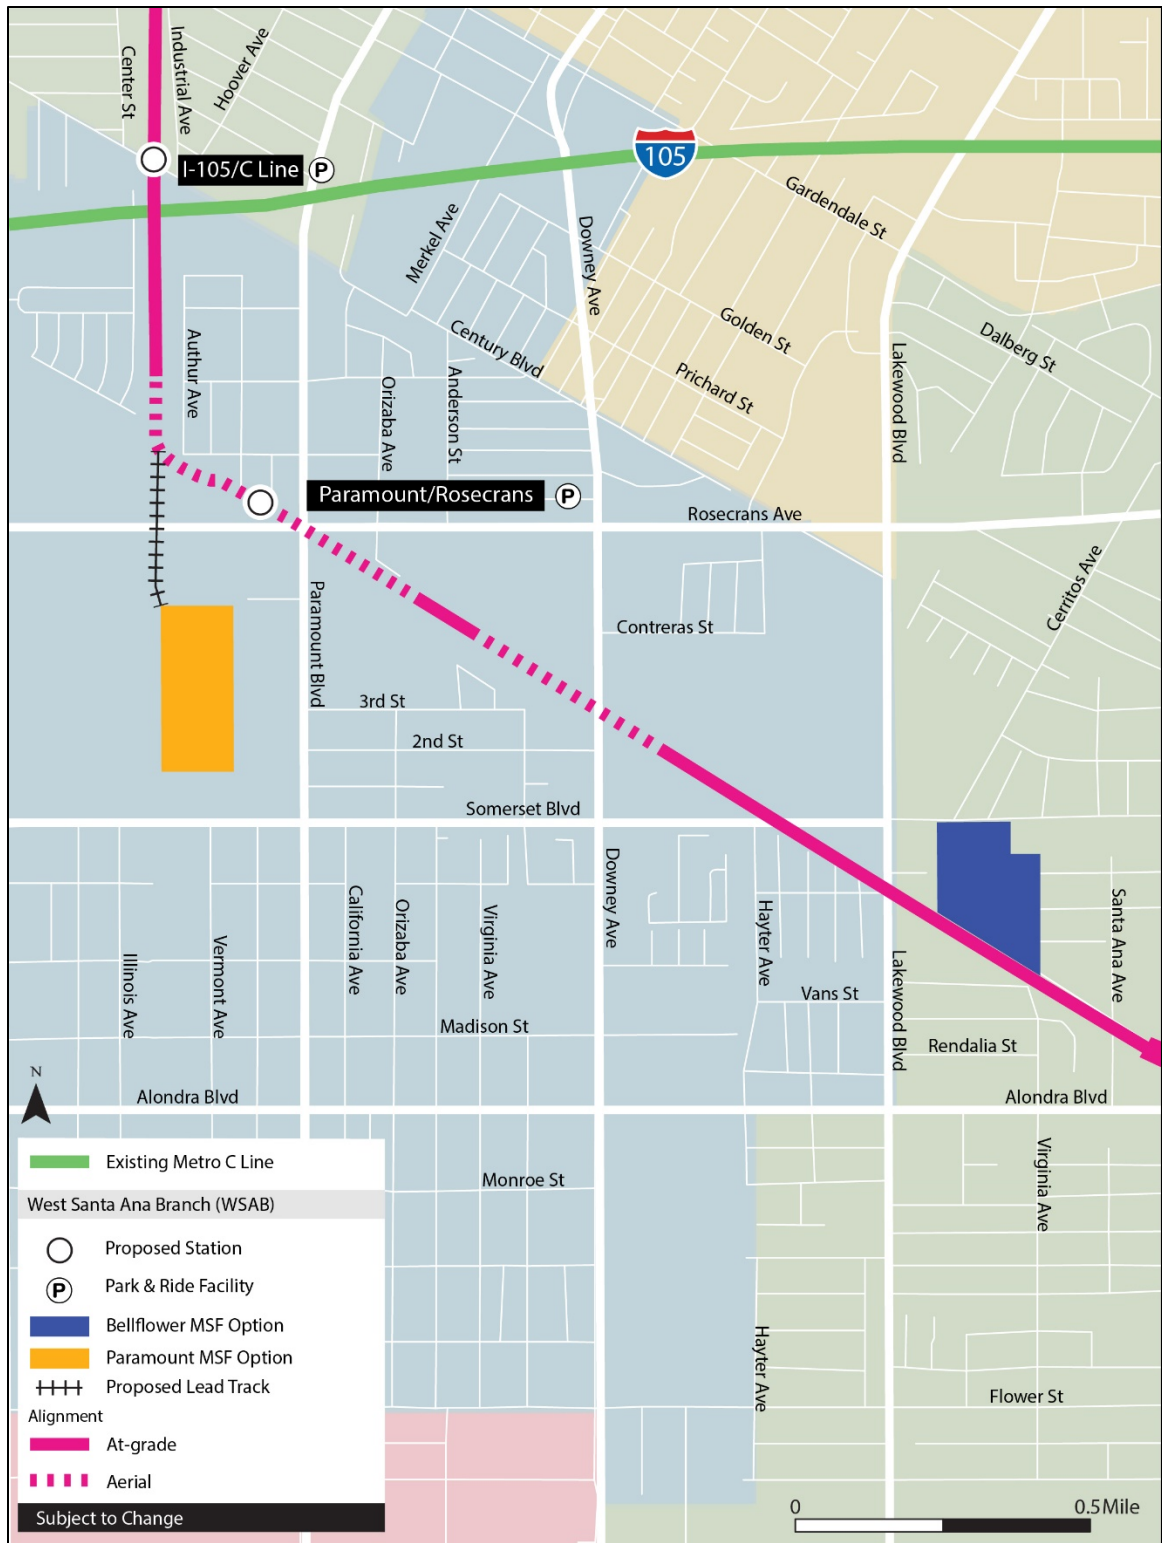 Center St
Industrial Ave
Hoover Ave
I-105/C Line
P
105
Gardendale St
Merkel Ave
Downey Ave
Golden St
Century Blvd
Prichard St
Dalberg St
Lakewood Blvd
Authur Ave
Orizaba Ave
Anderson St
Paramount/Rosecrans
P
Rosecrans Ave
Cerritos Ave
Paramount Blvd
Contreras St
3rd St
2nd St
Somerset Blvd
Downey Ave
California Ave
Orizaba Ave
Virginia Ave
Hayter Ave
Santa Ana Ave
Illinois Ave
Vermont Ave
Vans St
Lakewood Blvd
Madison St
Rendalia St
N
Alondra Blvd
Alondra Blvd
Monroe St
Virginia Ave
Hayter Ave
Flower St
Existing Metro C Line
West Santa Ana Branch (WSAB)
Proposed Station
P
Park & Ride Facility
Bellflower MSF Option
Paramount MSF Option
Proposed Lead Track
Alignment
At-grade
Aerial
Subject to Change
0
0.5 Mile